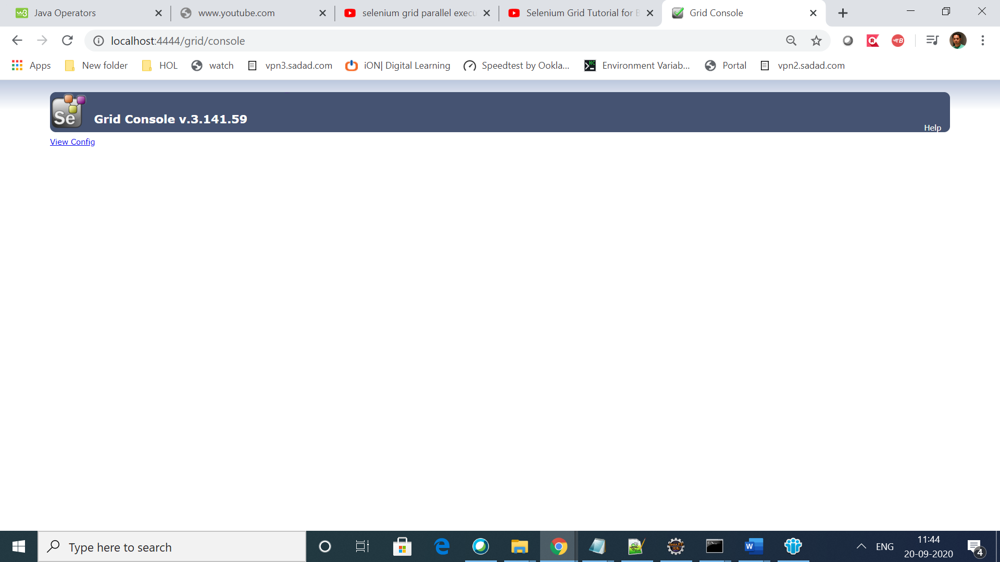 Java Operators
www.youtube.com
selenium grid parallel execu
Selenium Grid Tutorial for B
Grid Console
localhost:4444/grid/console
Apps
New folder
HOL
watch
vpn3.sadad.com
iON| Digital Learning
Speedtest by Ookla...
Environment Variab...
Portal
vpn2.sadad.com
Se
Grid Console v.3.141.59
Help
View Config
Type here to search
ENG
11:44
20-09-2020
4